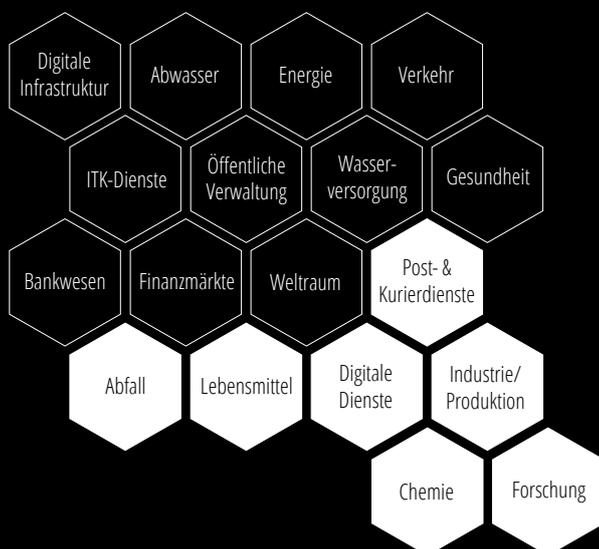 Digitale
Infrastruktur
Abwasser
Energie
Verkehr
ITK-Dienste
Öffentliche
Verwaltung
Wasser-
versorgung
Gesundheit
Bankwesen
Finanzmärkte
Weltraum
Post- &
Kurierdienste
Abfall
Lebensmittel
Digitale
Dienste
Industrie/
Produktion
Chemie
Forschung